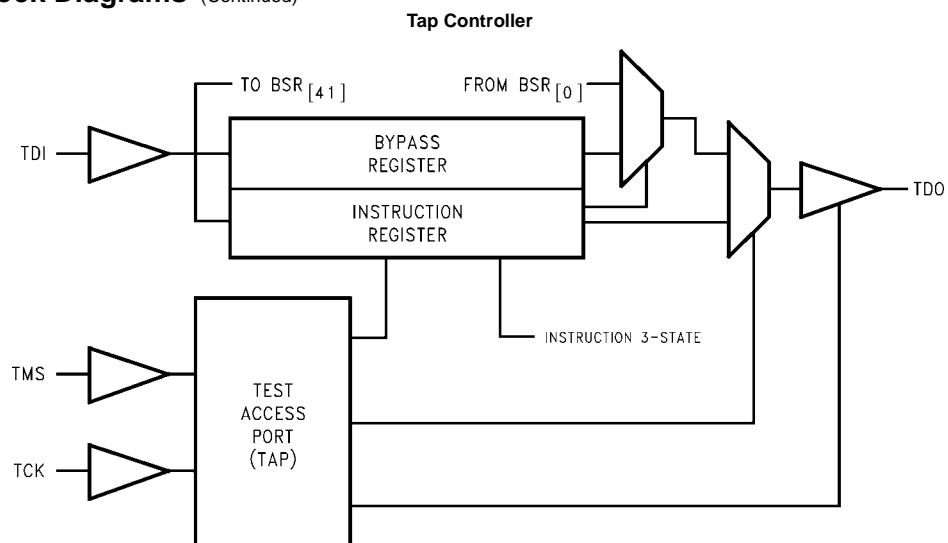 Diagrams (Continued)
Tap Controller
TO BSR[41]
FROM BSR[0]
TDI
BYPASS
REGISTER
INSTRUCTION
REGISTER
TDO
INSTRUCTION 3-STATE
TMS
TEST
ACCESS
PORT
(TAP)
TCK